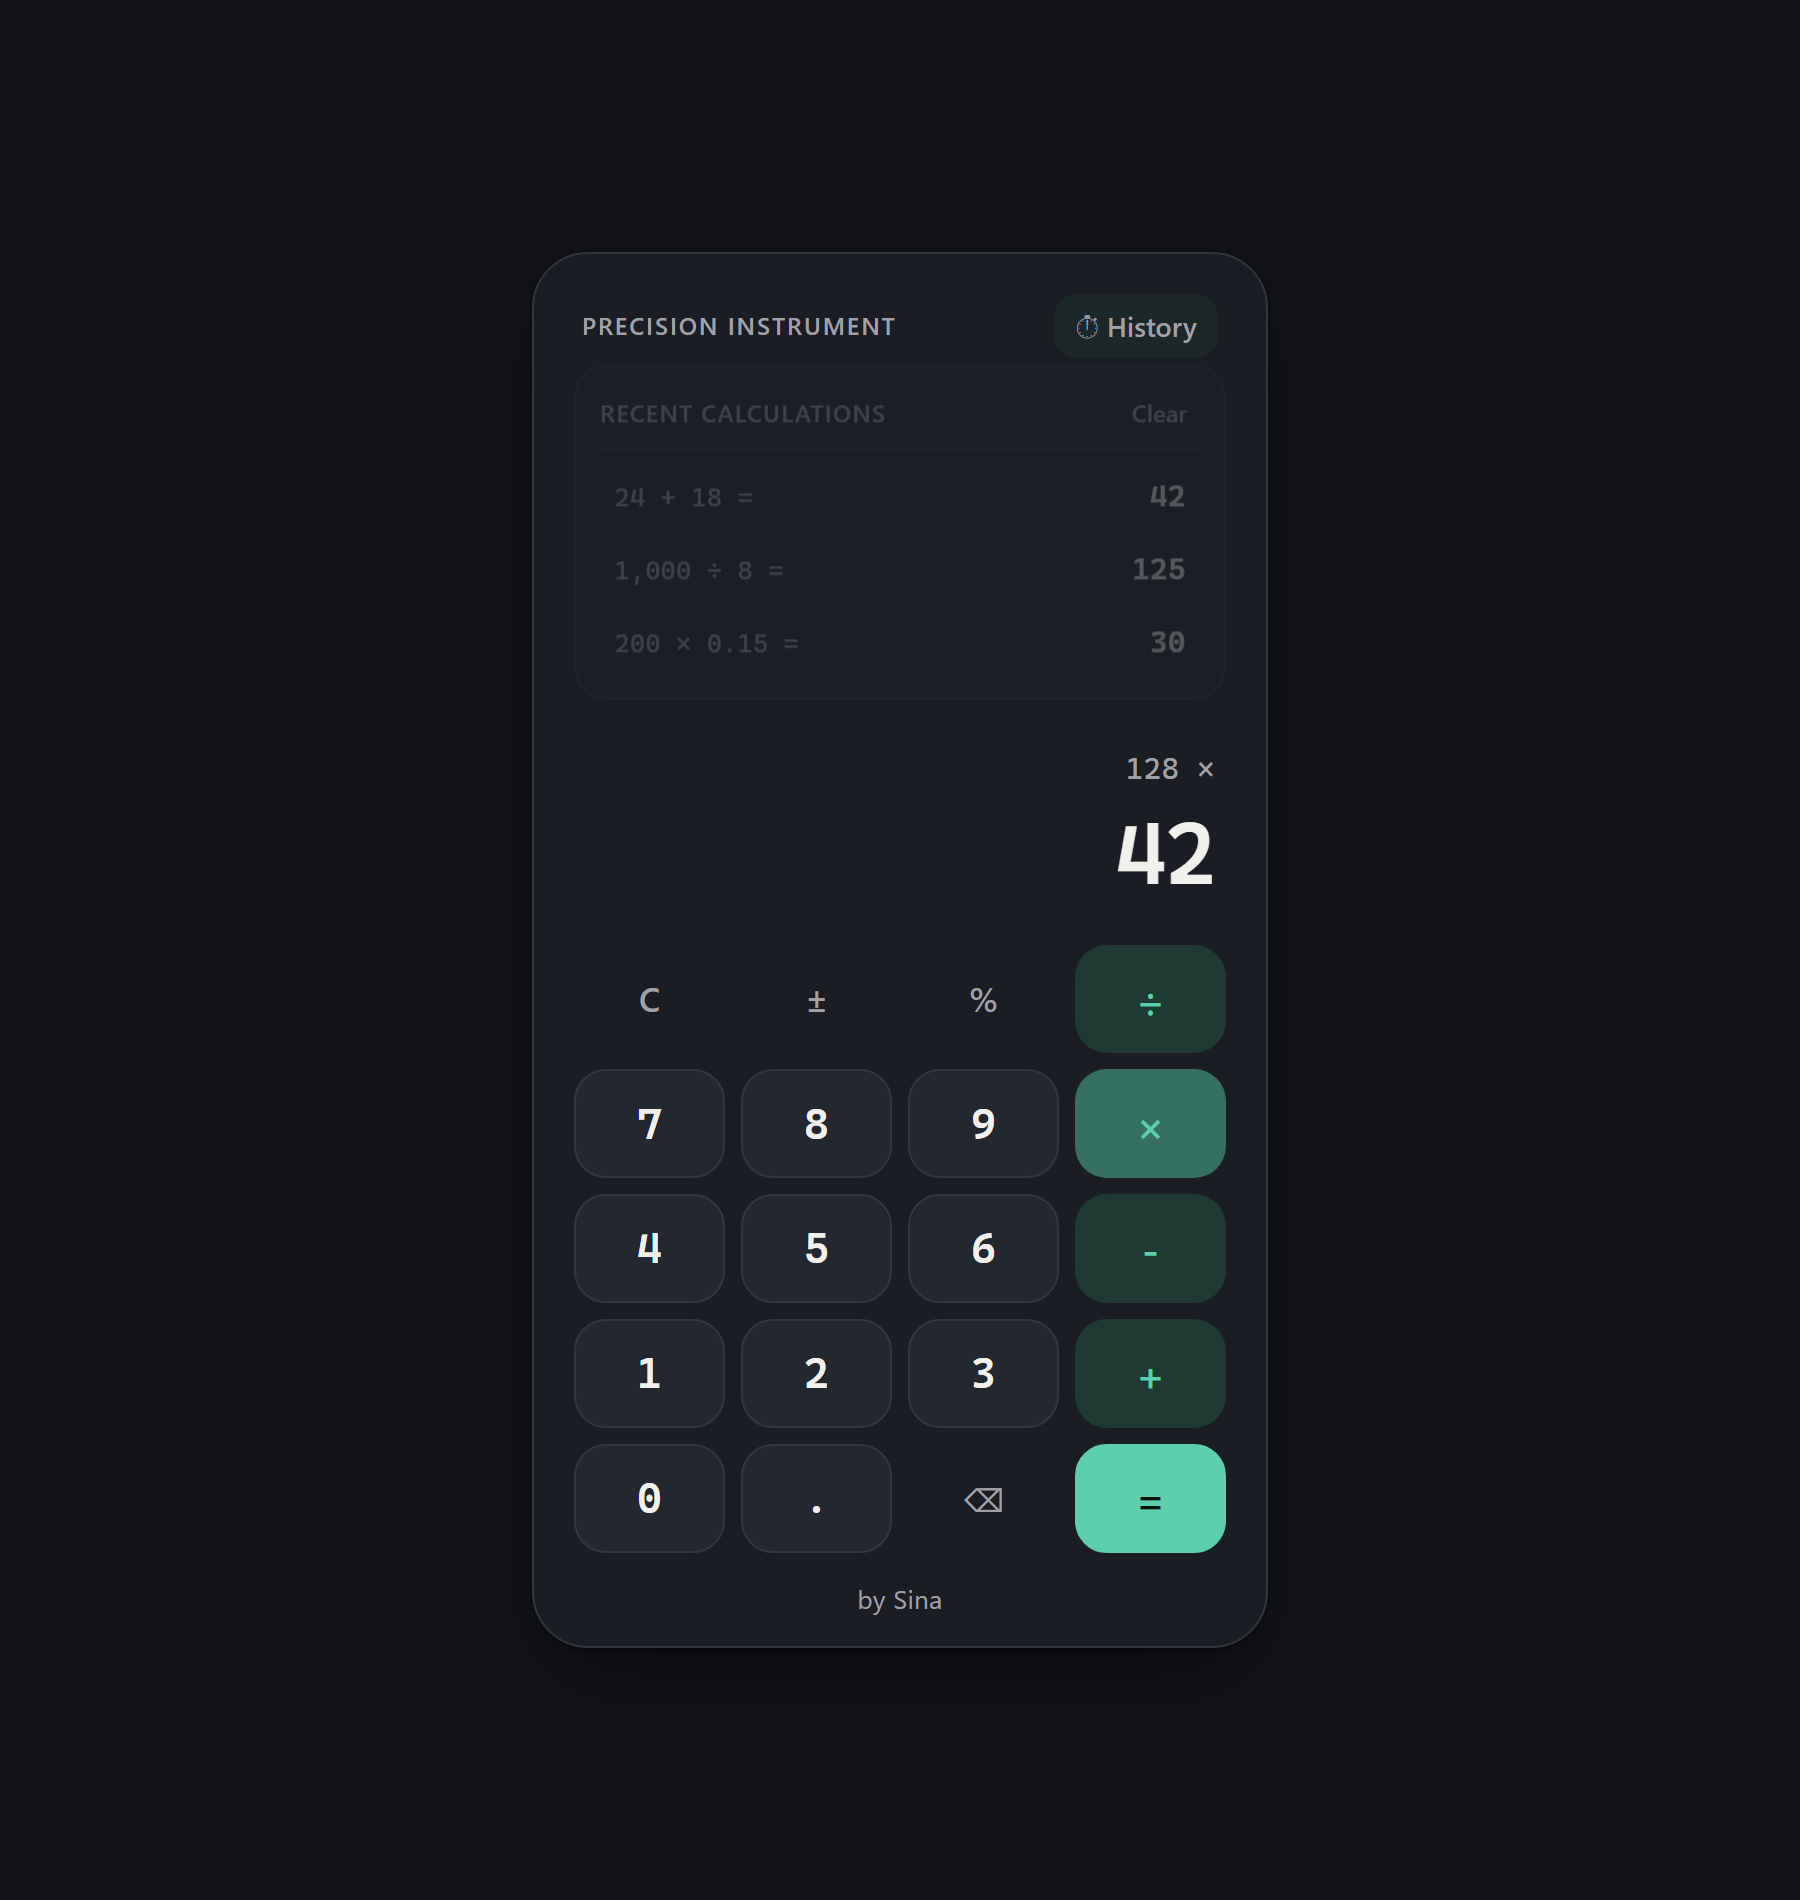 PRECISION INSTRUMENT
⏱ History
RECENT CALCULATIONS Clear
24 + 18 = 42
1,000 ÷ 8 = 125
200 × 0.15 = 30
128 ×
42
C ± % ÷
7 8 9 ×
4 5 6 -
1 2 3 +
0 . ⌫ =
by Sina